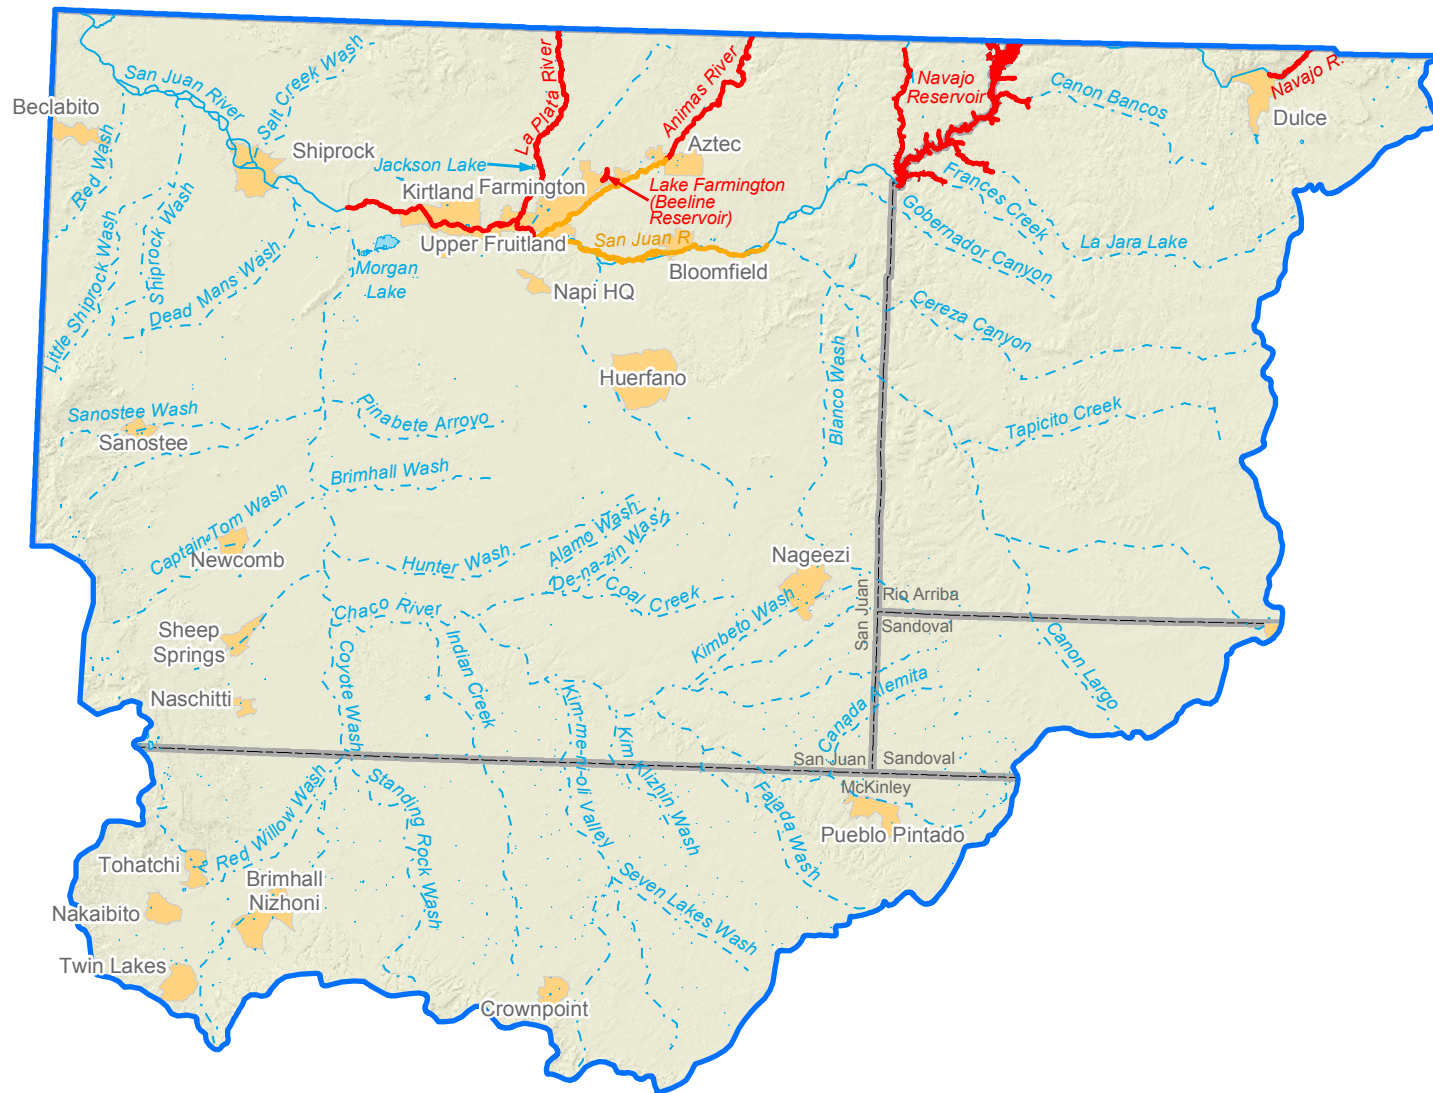 San Juan River
Salt Creek Wash
La Plata River
Animas River
Navajo
Reservoir
Canon Bancos
Navajo R.
Beclabito
Dulce
Red Wash
Shiprock
Jackson Lake
Aztec
Kirtland
Farmington
Lake Farmington
(Beeline
Reservoir)
Frances Creek
Shiprock Wash
Little Shiprock Wash
Dead Mans Wash
Upper Fruitland
San Juan R.
Gobernador Canyon
La Jara Lake
Morgan
Lake
Bloomfield
Napi HQ
Cereza Canyon
Huerfano
Blanco Wash
Sanostee Wash
Pinabete Arroyo
Tapicito Creek
Sanostee
Brimhall Wash
Captain Tom Wash
Newcomb
Hunter Wash
Alamo Wash
De-na-zin Wash
Coal Creek
Nageezi
Chaco River
Kimbeto Wash
San Juan
Rio Arriba
Sandoval
Sheep
Springs
Coyote Wash
Indian Creek
Canon Largo
Naschitti
Kim-me-ni-oli Valley
Kim Klizhin Wash
Canada Alemita
San Juan
Sandoval
McKinley
Red Willow Wash
Standing Rock Wash
Fajada Wash
Pueblo Pintado
Tohatchi
Brimhall
Nizhoni
Nakaibito
Seven Lakes Wash
Twin Lakes
Crownpoint